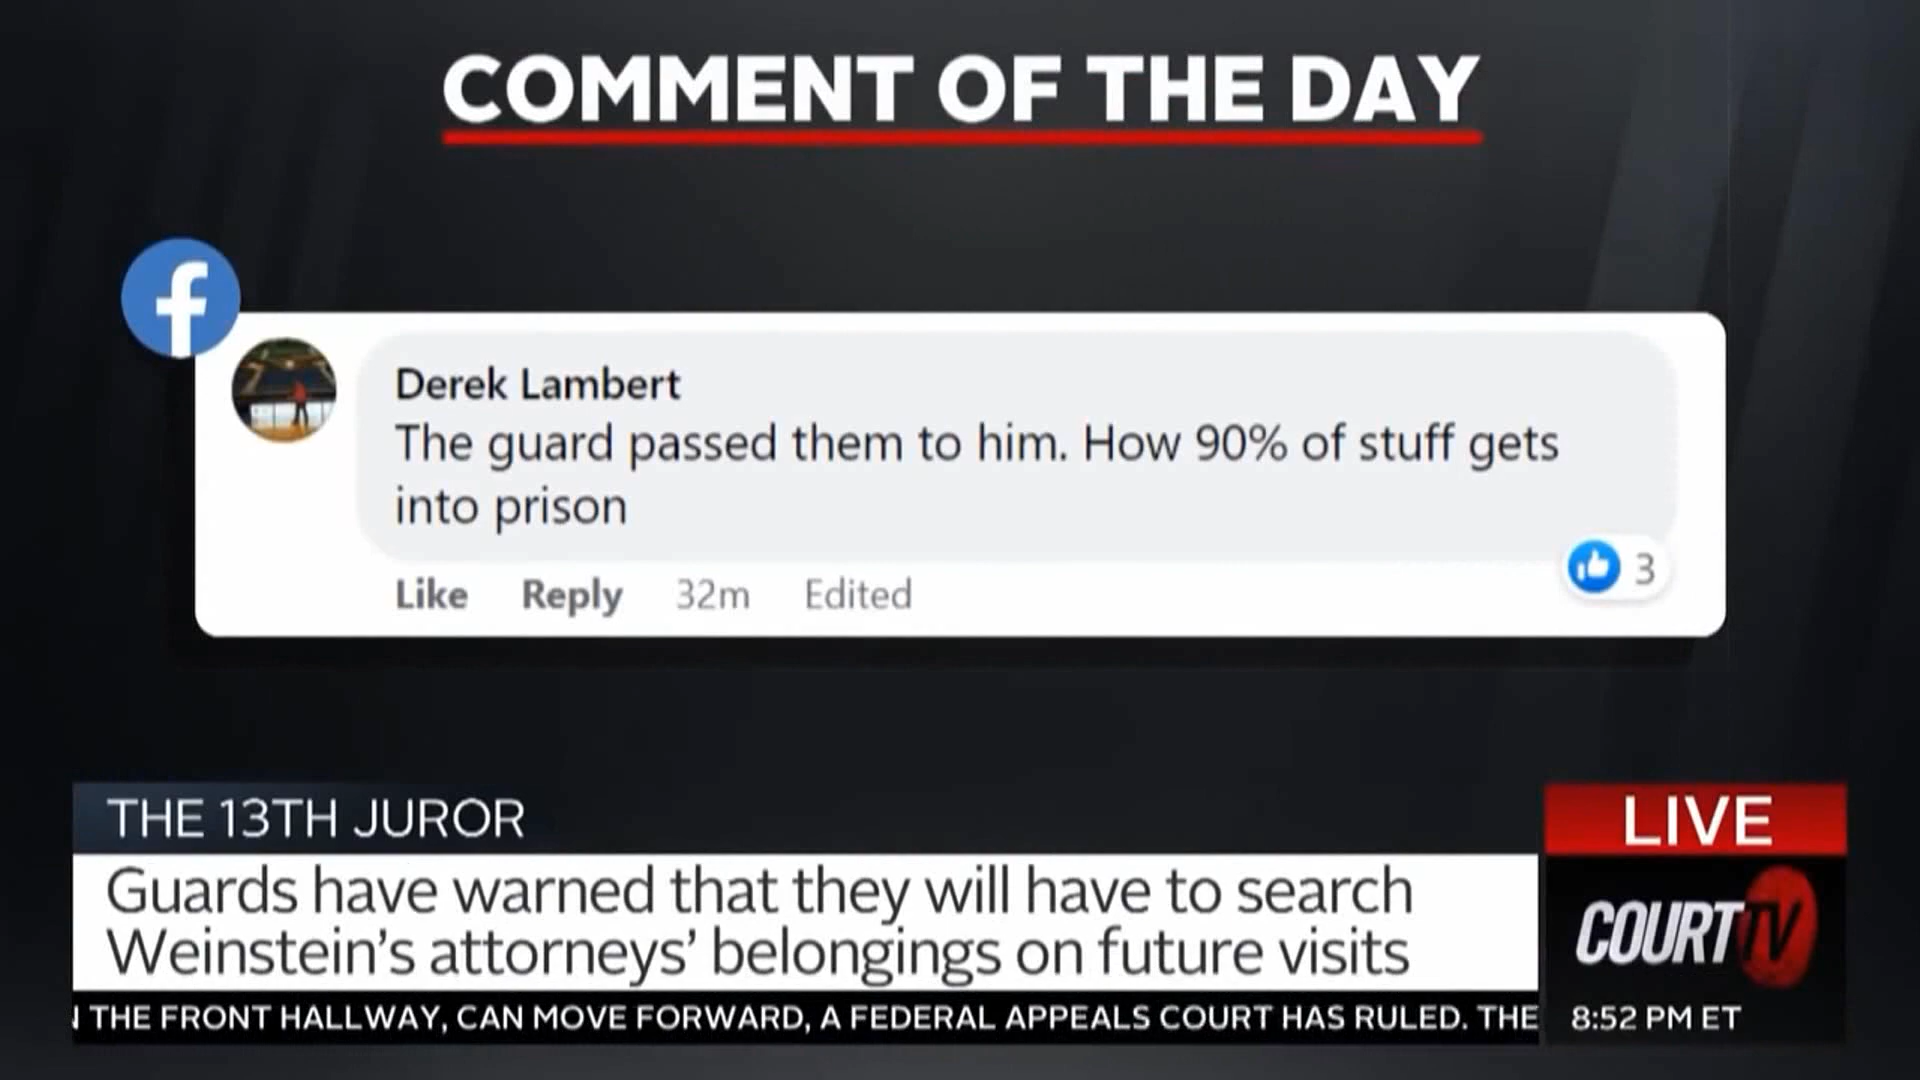 COMMENT OF THE DAY
f
Derek Lambert
The guard passed them to him. How 90% of stuff gets
into prison
Like Reply 32m Edited
3
THE 13TH JUROR
Guards have warned that they will have to search
Weinstein's attorneys' belongings on future visits
THE FRONT HALLWAY, CAN MOVE FORWARD, A FEDERAL APPEALS COURT HAS RULED. THE
LIVE
COURT TV
8:52 PM ET